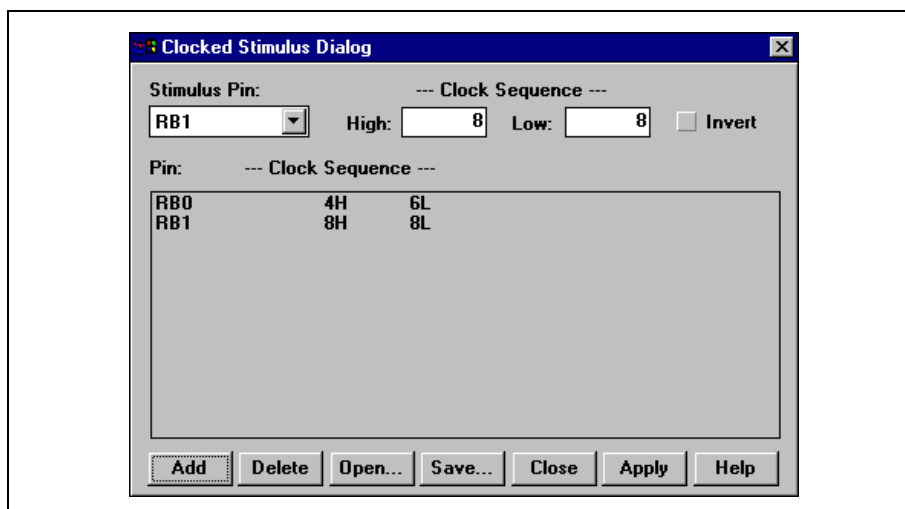 Clocked Stimulus Dialog
Stimulus Pin: --- Clock Sequence ---
RB1 High: 8 Low: 8 Invert
Pin: --- Clock Sequence ---
RB0 4H 6L
RB1 8H 8L
Add Delete Open... Save... Close Apply Help